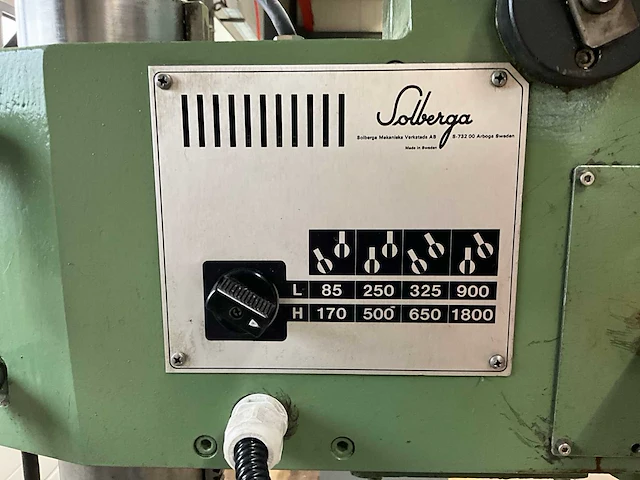 Solberga
Solberga Mekaniska Verkstads AB S-732 00 Arboga Sweden
Made in Sweden
L 85 250 325 900
H 170 500 650 1800